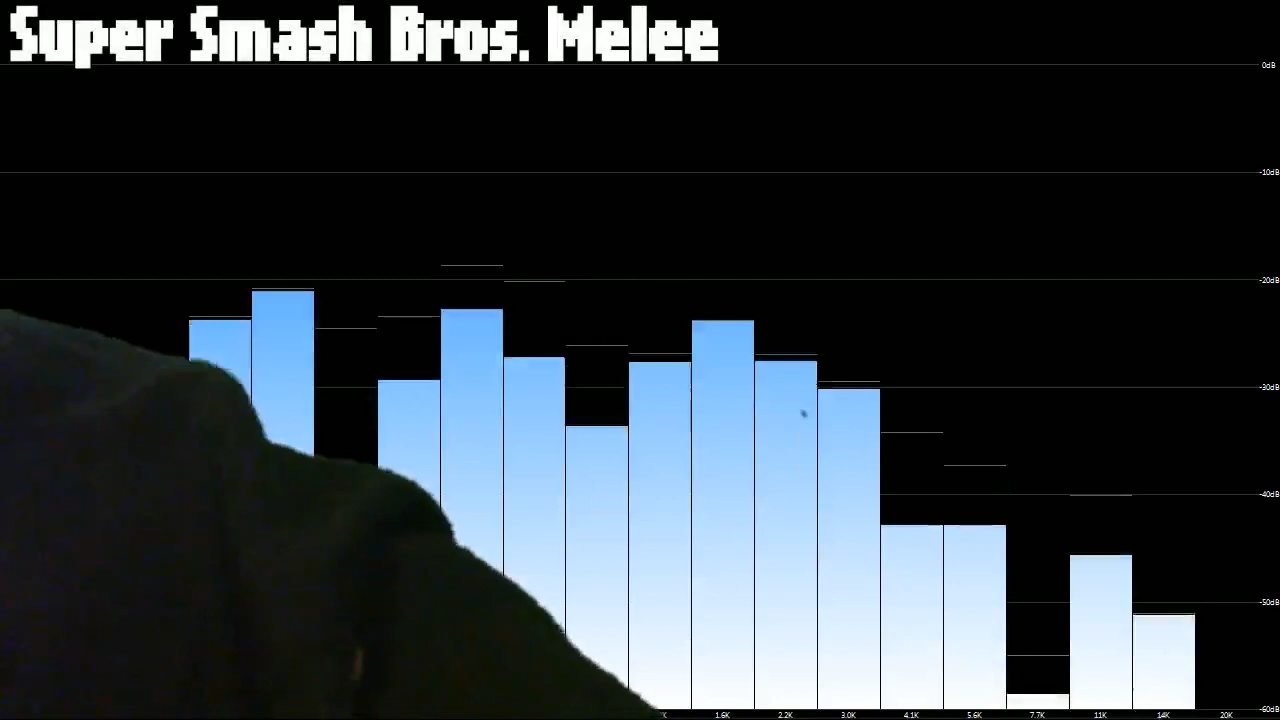 Super Smash Bros. Melee
0dB
-10dB
-20dB
-30dB
-40dB
-50dB
-60dB
1.6K 2.2K 3.0K 4.1K 5.6K 7.7K 11K 14K 20K